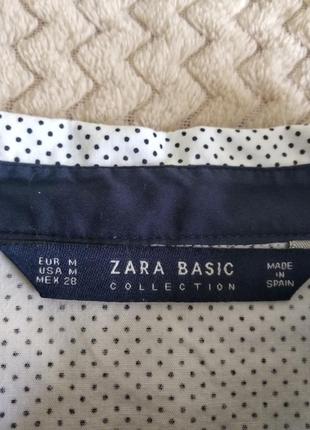 EUR M
USA M
MEX 28
ZARA BASIC
COLLECTION
MADE
IN
SPAIN